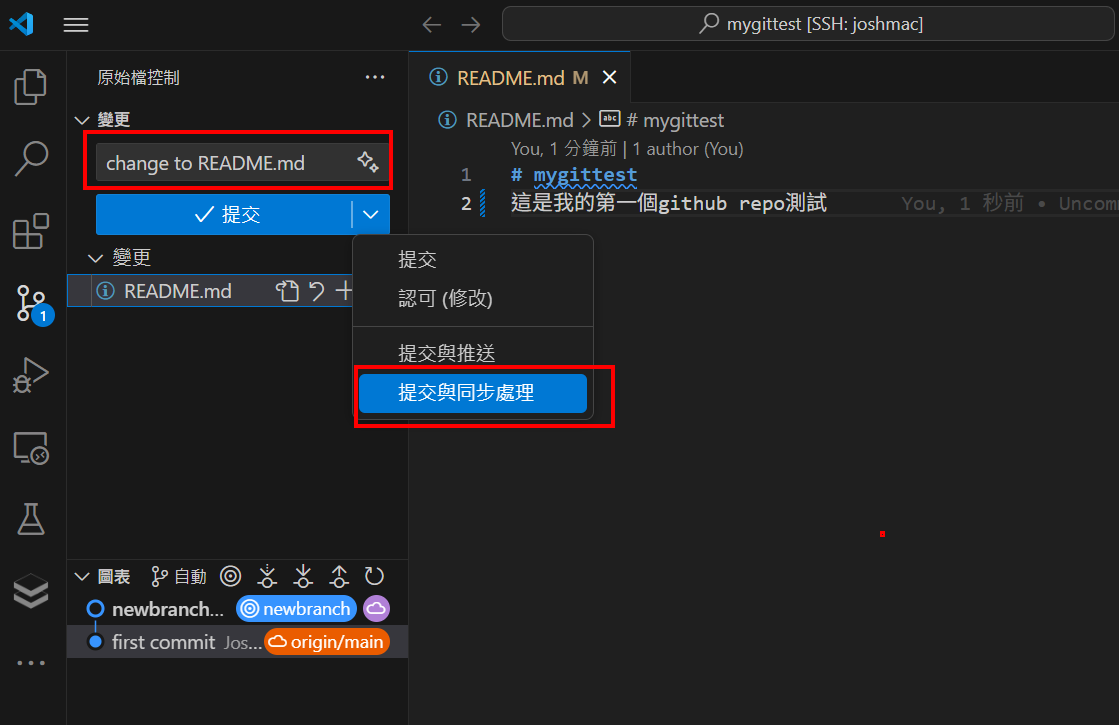 mygittest [SSH: joshmac]
原始檔控制
變更
change to README.md
提交
變更
README.md
1
提交
認可 (修改)
提交與推送
提交與同步處理
README.md M
README.md > # mygittest
You, 1 分鐘前 | 1 author (You)
1 # mygittest
2 這是我的第一個github repo測試 You, 1 秒前 • Uncom
圖表 自動
newbranch... newbranch
first commit Jos... origin/main